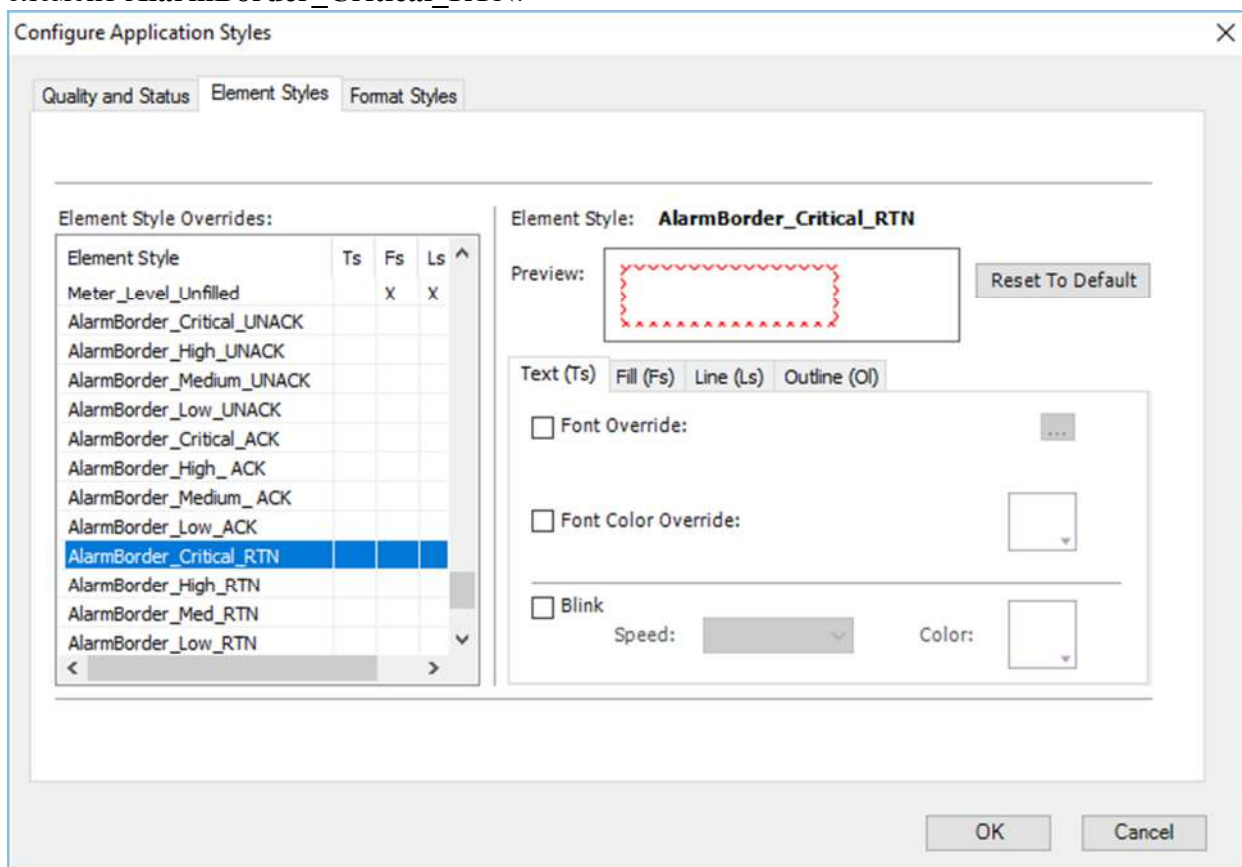 Configure Application Styles
Quality and Status Element Styles Format Styles
Element Style Overrides:
Element Style Ts Fs Ls
Meter_Level_Unfilled X X
AlarmBorder_Critical_UNACK
AlarmBorder_High_UNACK
AlarmBorder_Medium_UNACK
AlarmBorder_Low_UNACK
AlarmBorder_Critical_ACK
AlarmBorder_High_ ACK
AlarmBorder_Medium_ ACK
AlarmBorder_Low_ACK
AlarmBorder_Critical_RTN
AlarmBorder_High_RTN
AlarmBorder_Med_RTN
AlarmBorder_Low_RTN
Element Style: AlarmBorder_Critical_RTN
Preview:
Reset To Default
Text (Ts) Fill (Fs) Line (Ls) Outline (Ol)
Font Override:
...
Font Color Override:
Blink
Speed: Color:
OK Cancel